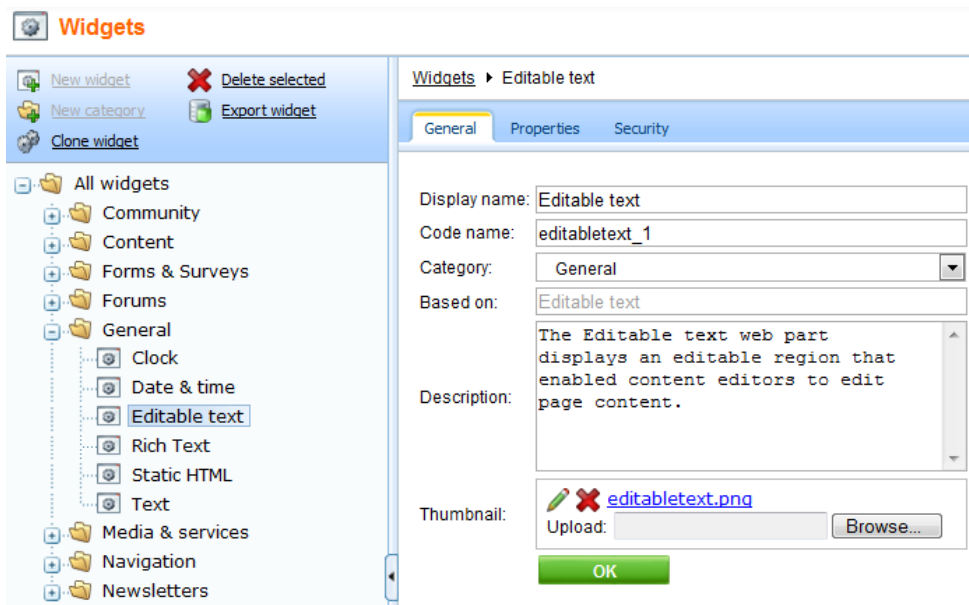 Widgets
New widget
Delete selected
New category
Export widget
Clone widget
All widgets
Community
Content
Forms & Surveys
Forums
General
Clock
Date & time
Editable text
Rich Text
Static HTML
Text
Media & services
Navigation
Newsletters
Widgets Editable text
General Properties Security
Display name: Editable text
Code name: editabletext_1
Category: General
Based on: Editable text
Description:
The Editable text web part
displays an editable region that
enabled content editors to edit
page content.
Thumbnail:
editabletext.png
Upload: Browse...
OK